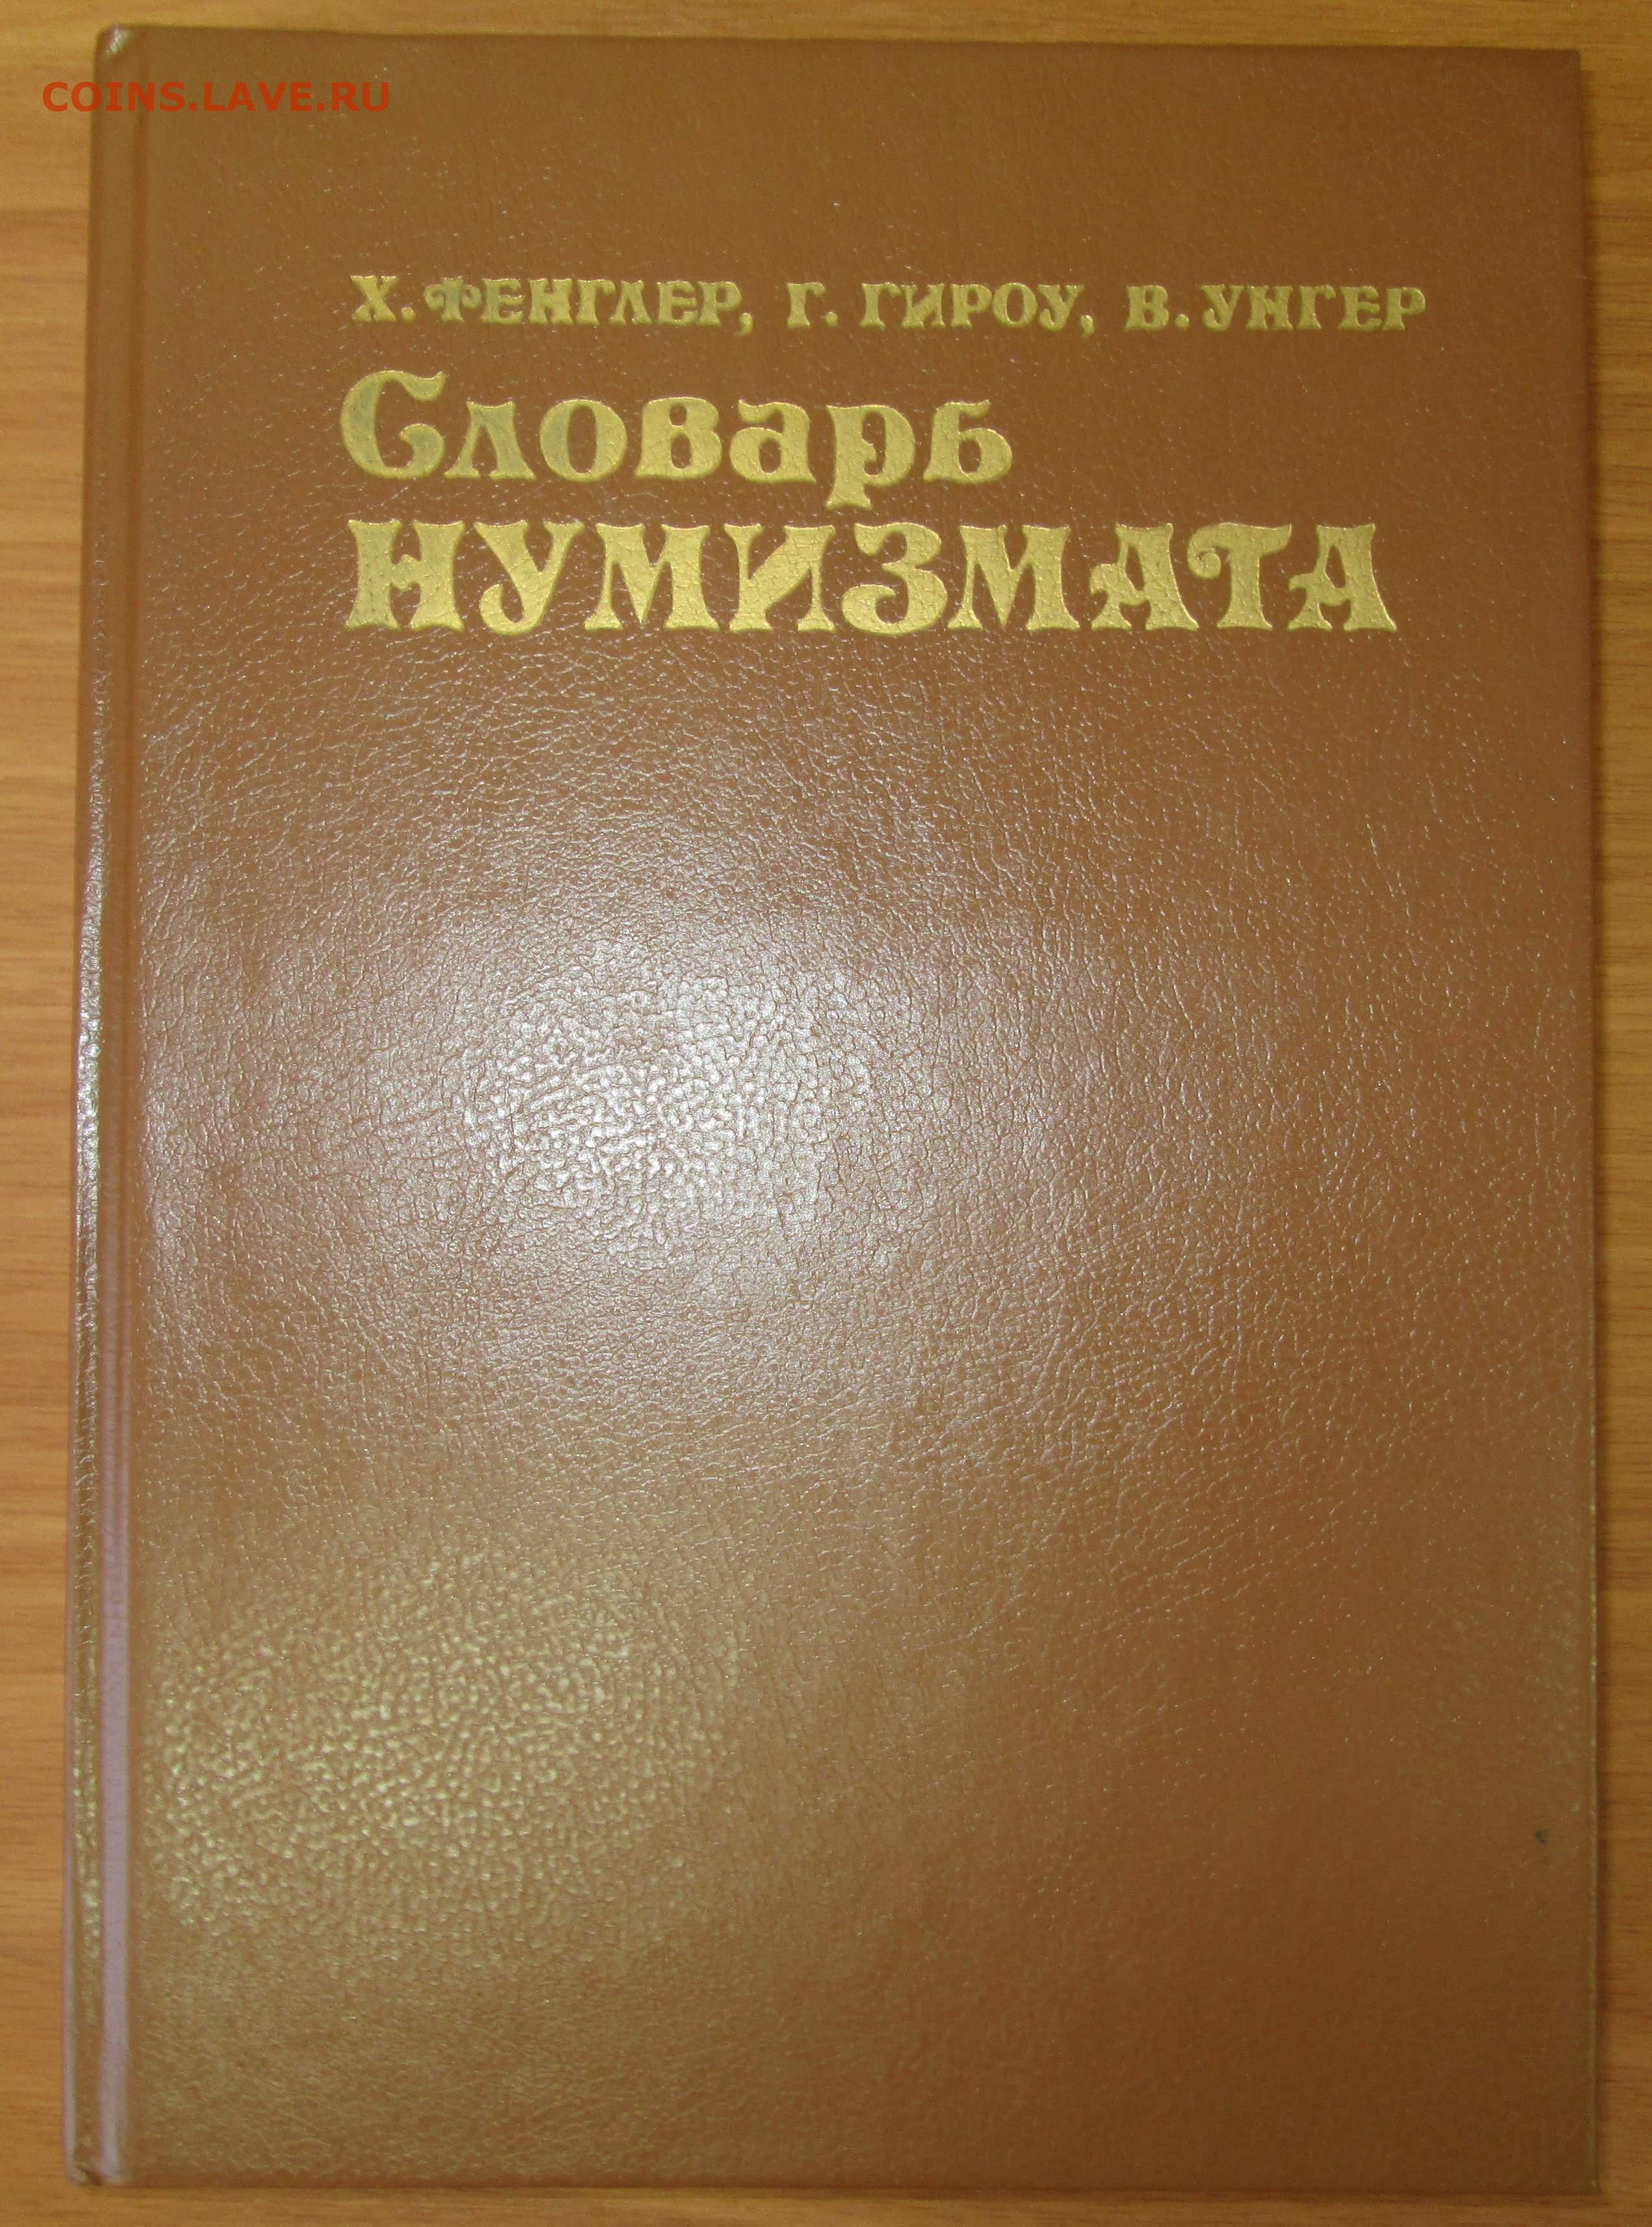 COINS.LAVE.RU
Х. ФЕНГЛЕР, Г. ГИРОУ, В. УНГЕР
Словарь
НУМИЗМАТА